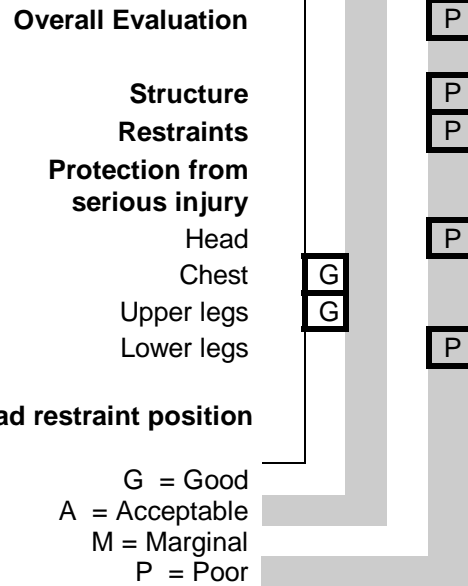 Overall Evaluation P
Structure P
Restraints P
Protection from
serious injury
Head P
Chest G
Upper legs G
Lower legs P
ad restraint position
G = Good
A = Acceptable
M = Marginal
P = Poor